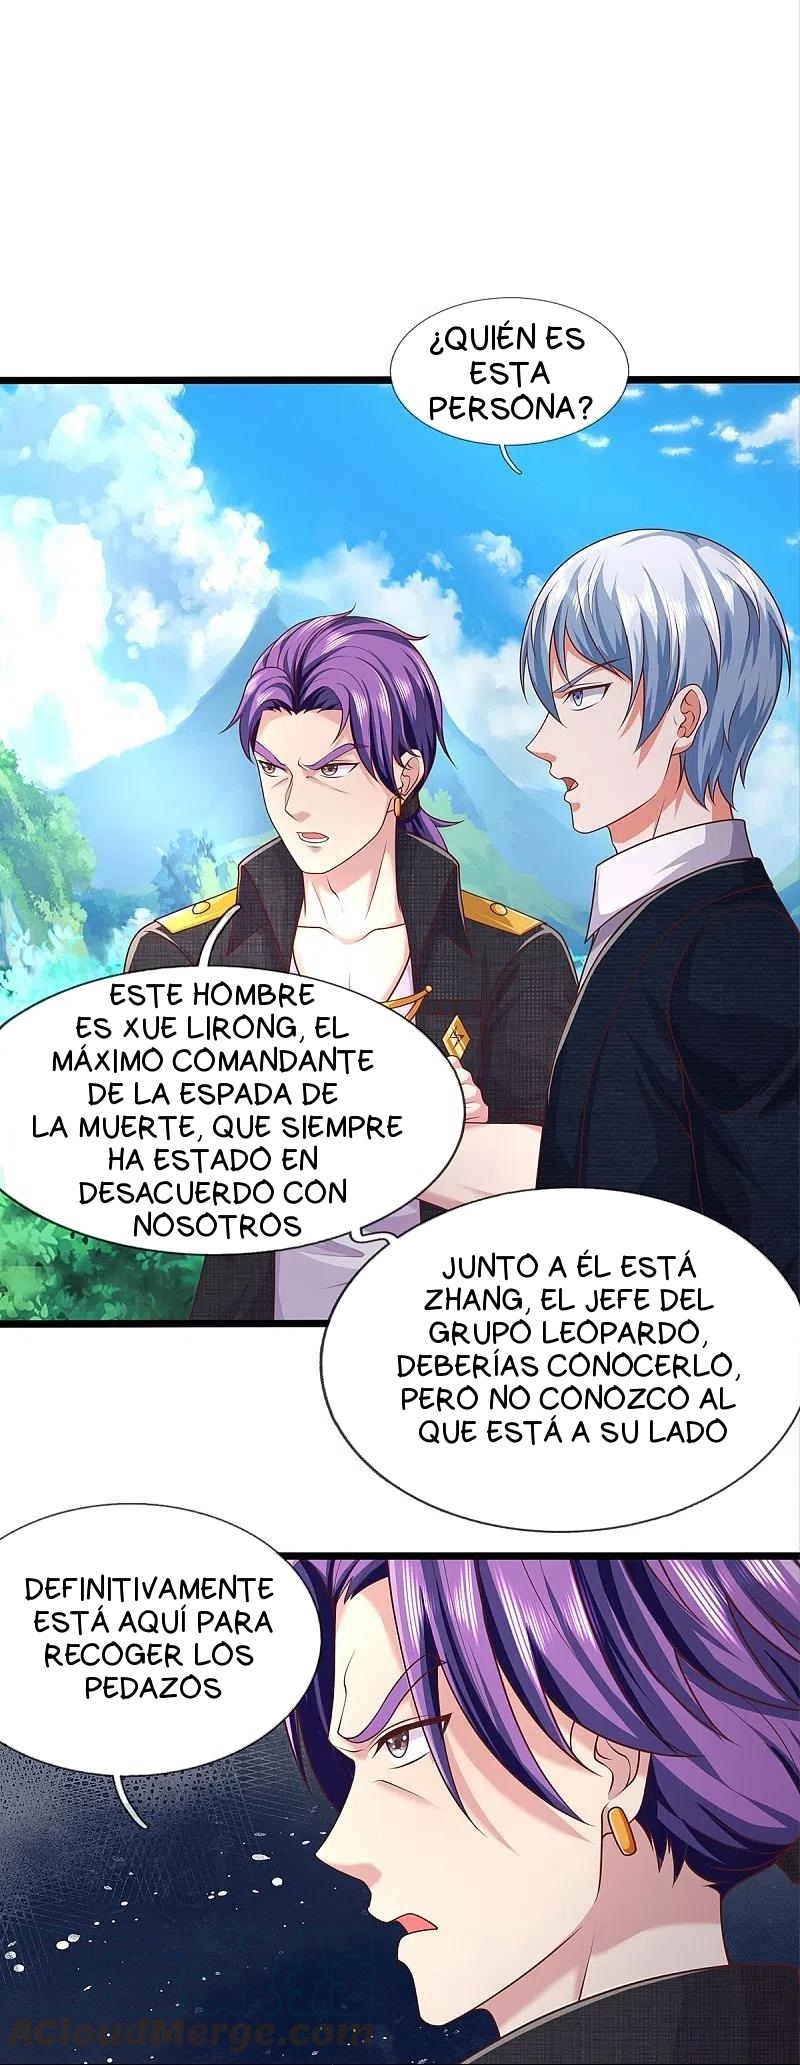 ¿QUIÉN ES
ESTA
PERSONA?
ESTE HOMBRE
ES XUE LIRONG, EL
MÁXIMO COMANDANTE
DE LA ESPADA DE
LA MUERTE, QUE SIEMPRE
HA ESTADO EN
DESACUERDO CON
NOSOTROS
JUNTO A ÉL ESTÁ
ZHANG, EL JEFE DEL
GRUPO LEOPARDO,
DEBERÍAS CONOCERLO,
PERO NO CONOZCO AL
QUE ESTÁ A SU LADO
DEFINITIVAMENTE
ESTÁ AQUÍ PARA
RECOGER LOS
PEDAZOS
ACloudMerge.com